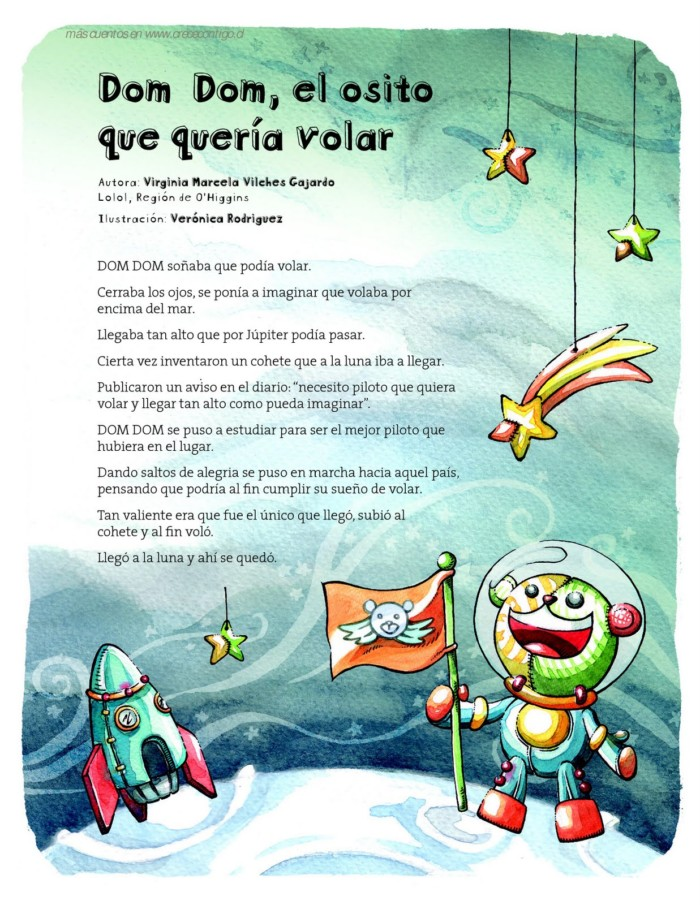 más cuentos en www.crececontigo.cl
Dom Dom, el osito
que quería volar
Autora: Virginia Marcela Vilches Gajardo
Lolol, Región de O'Higgins
Ilustración: Verónica Rodriguez
DOM DOM soñaba que podía volar.
Cerraba los ojos, se ponía a imaginar que volaba por
encima del mar.
Llegaba tan alto que por Júpiter podía pasar.
Cierta vez inventaron un cohete que a la luna iba a llegar.
Publicaron un aviso en el diario: “necesito piloto que quiera
volar y llegar tan alto como pueda imaginar”.
DOM DOM se puso a estudiar para ser el mejor piloto que
hubiera en el lugar.
Dando saltos de alegria se puso en marcha hacia aquel país,
pensando que podría al fin cumplir su sueño de volar.
Tan valiente era que fue el único que llegó, subió al
cohete y al fin voló.
Llegó a la luna y ahí se quedó.